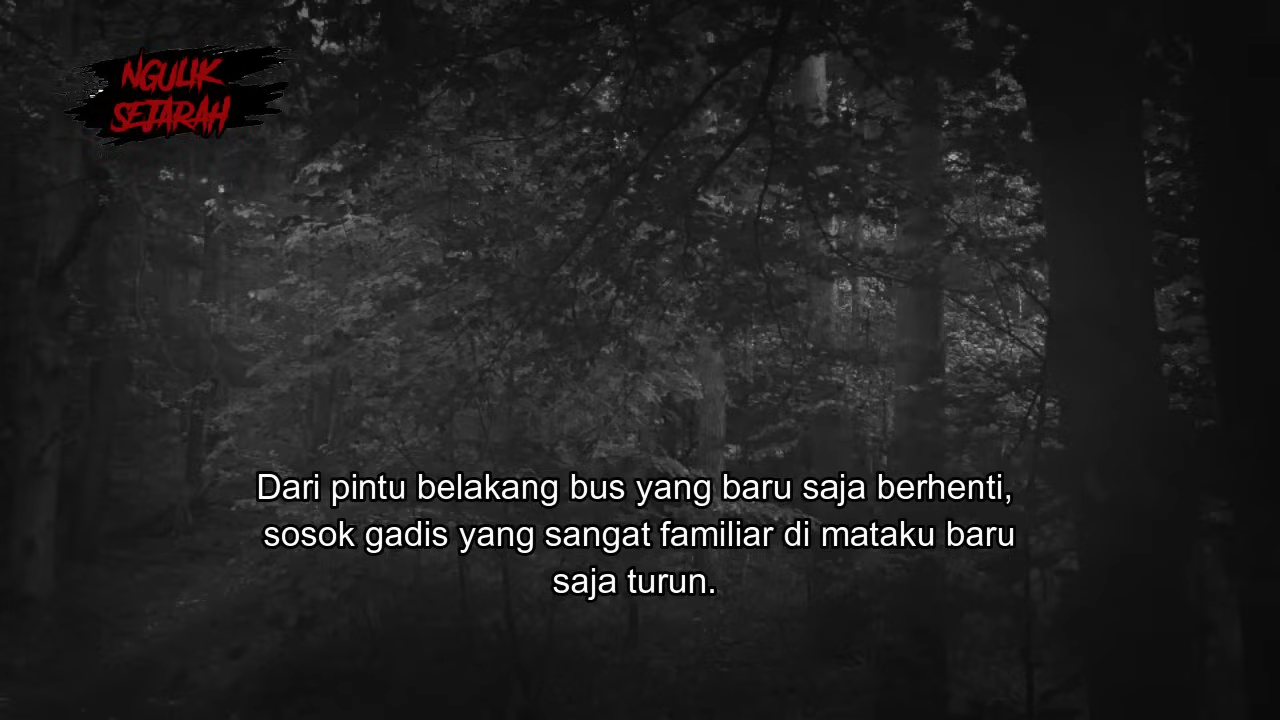 NGULIK
SEJARAH
Dari pintu belakang bus yang baru saja berhenti,
sosok gadis yang sangat familiar di mataku baru
saja turun.